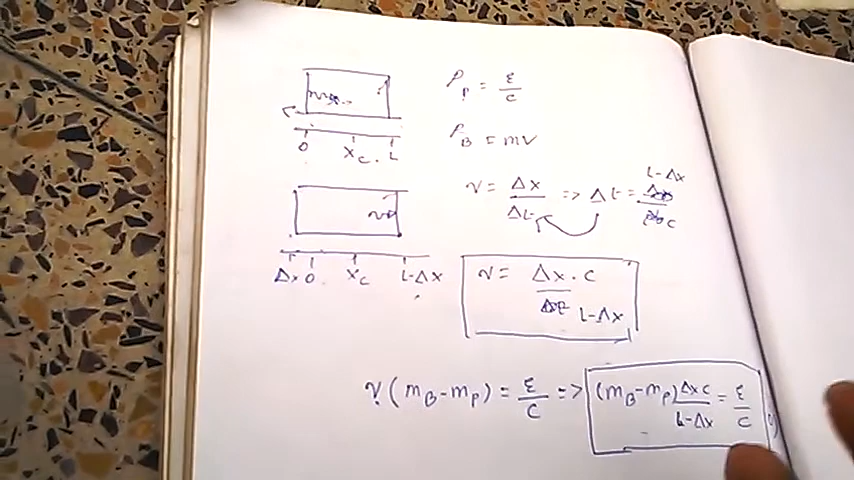 P_P = ε/c
P_B = mv
0 x_c L
v = Δx/Δt => Δt = (L-Δx)/c
Δx 0 x_c L-Δx
v = Δx.c/(L-Δx)
v(m_B-m_P) = ε/c => (m_B-m_P) Δxc/(L-Δx) = ε/c